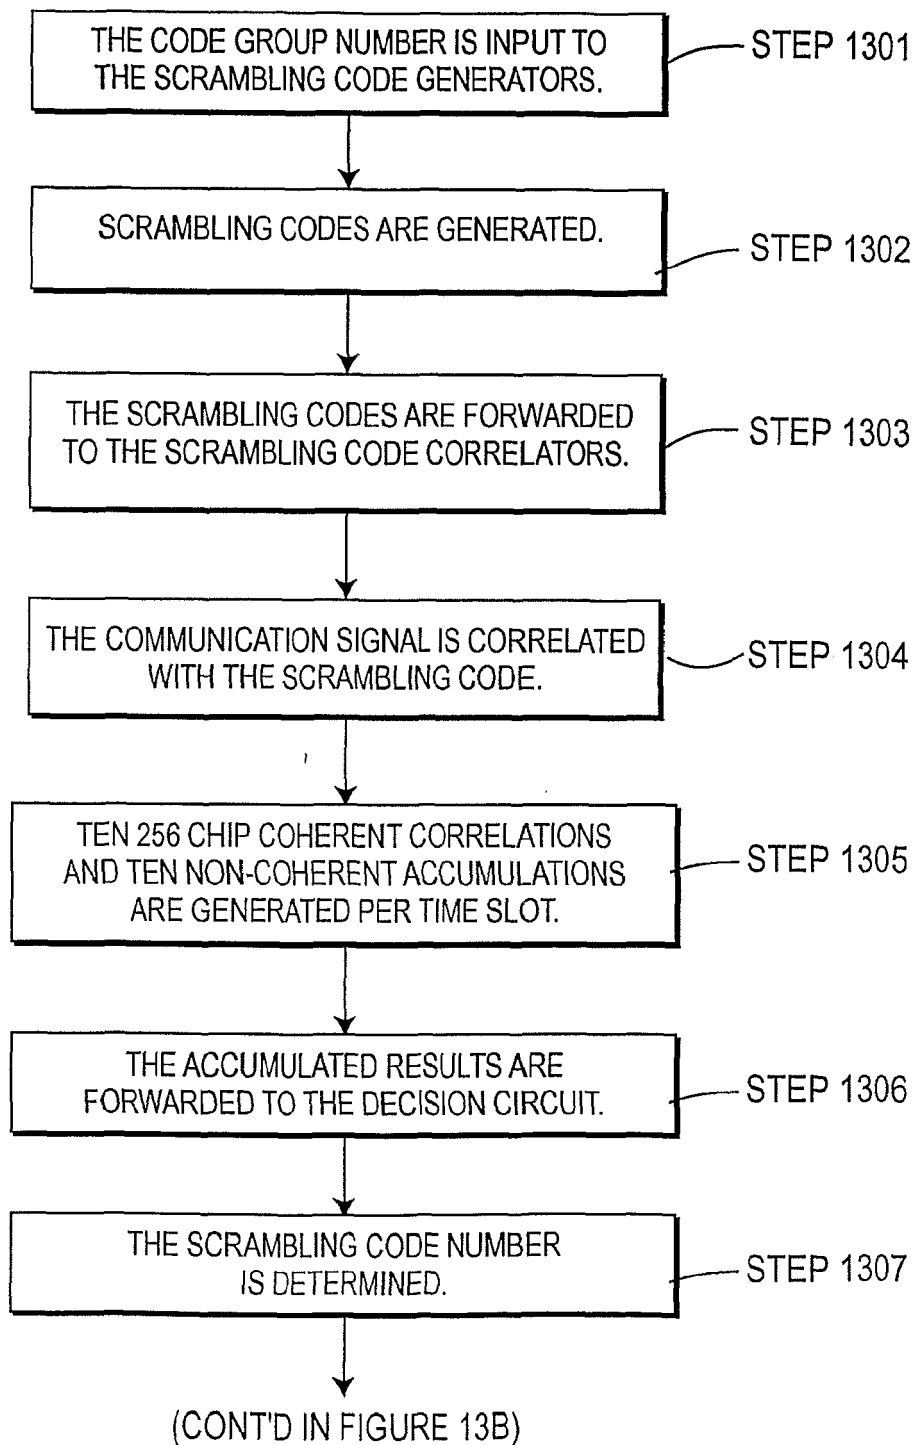 THE CODE GROUP NUMBER IS INPUT TO
THE SCRAMBLING CODE GENERATORS.
STEP 1301
SCRAMBLING CODES ARE GENERATED.
STEP 1302
THE SCRAMBLING CODES ARE FORWARDED
TO THE SCRAMBLING CODE CORRELATORS.
STEP 1303
THE COMMUNICATION SIGNAL IS CORRELATED
WITH THE SCRAMBLING CODE.
STEP 1304
TEN 256 CHIP COHERENT CORRELATIONS
AND TEN NON-COHERENT ACCUMULATIONS
ARE GENERATED PER TIME SLOT.
STEP 1305
THE ACCUMULATED RESULTS ARE
FORWARDED TO THE DECISION CIRCUIT.
STEP 1306
THE SCRAMBLING CODE NUMBER
IS DETERMINED.
STEP 1307
(CONT'D IN FIGURE 13B)